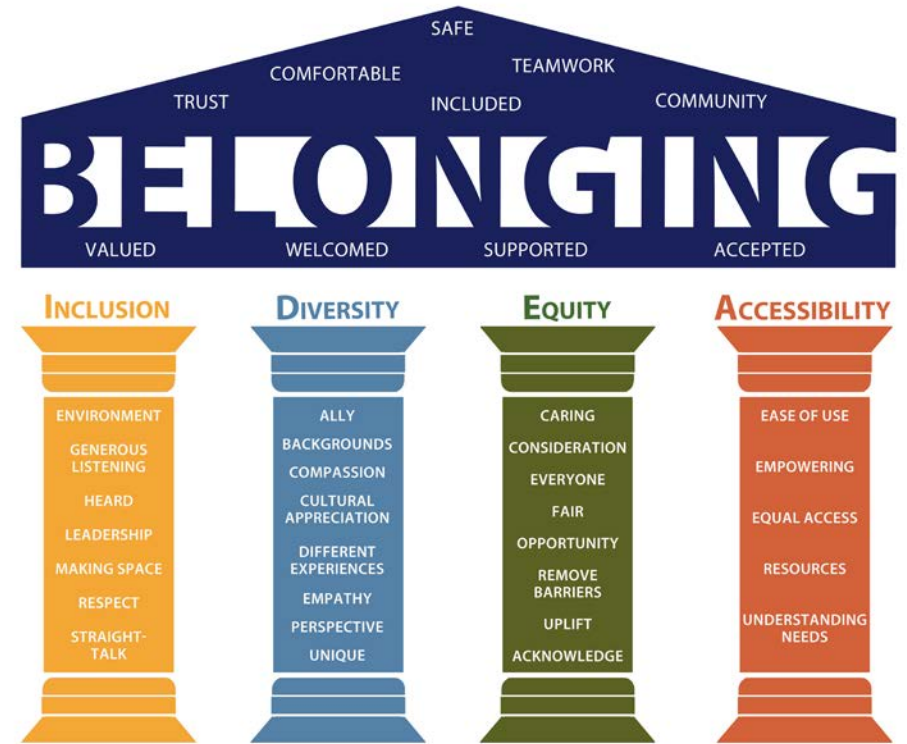 SAFE
COMFORTABLE TEAMWORK
TRUST INCLUDED COMMUNITY
BELONGING
VALUED WELCOMED SUPPORTED ACCEPTED
INCLUSION
ENVIRONMENT
GENEROUS
LISTENING
HEARD
LEADERSHIP
MAKING SPACE
RESPECT
STRAIGHT-
TALK
DIVERSITY
ALLY
BACKGROUNDS
COMPASSION
CULTURAL
APPRECIATION
DIFFERENT
EXPERIENCES
EMPATHY
PERSPECTIVE
UNIQUE
EQUITY
CARING
CONSIDERATION
EVERYONE
FAIR
OPPORTUNITY
REMOVE
BARRIERS
UPLIFT
ACKNOWLEDGE
ACCESSIBILITY
EASE OF USE
EMPOWERING
EQUAL ACCESS
RESOURCES
UNDERSTANDING
NEEDS